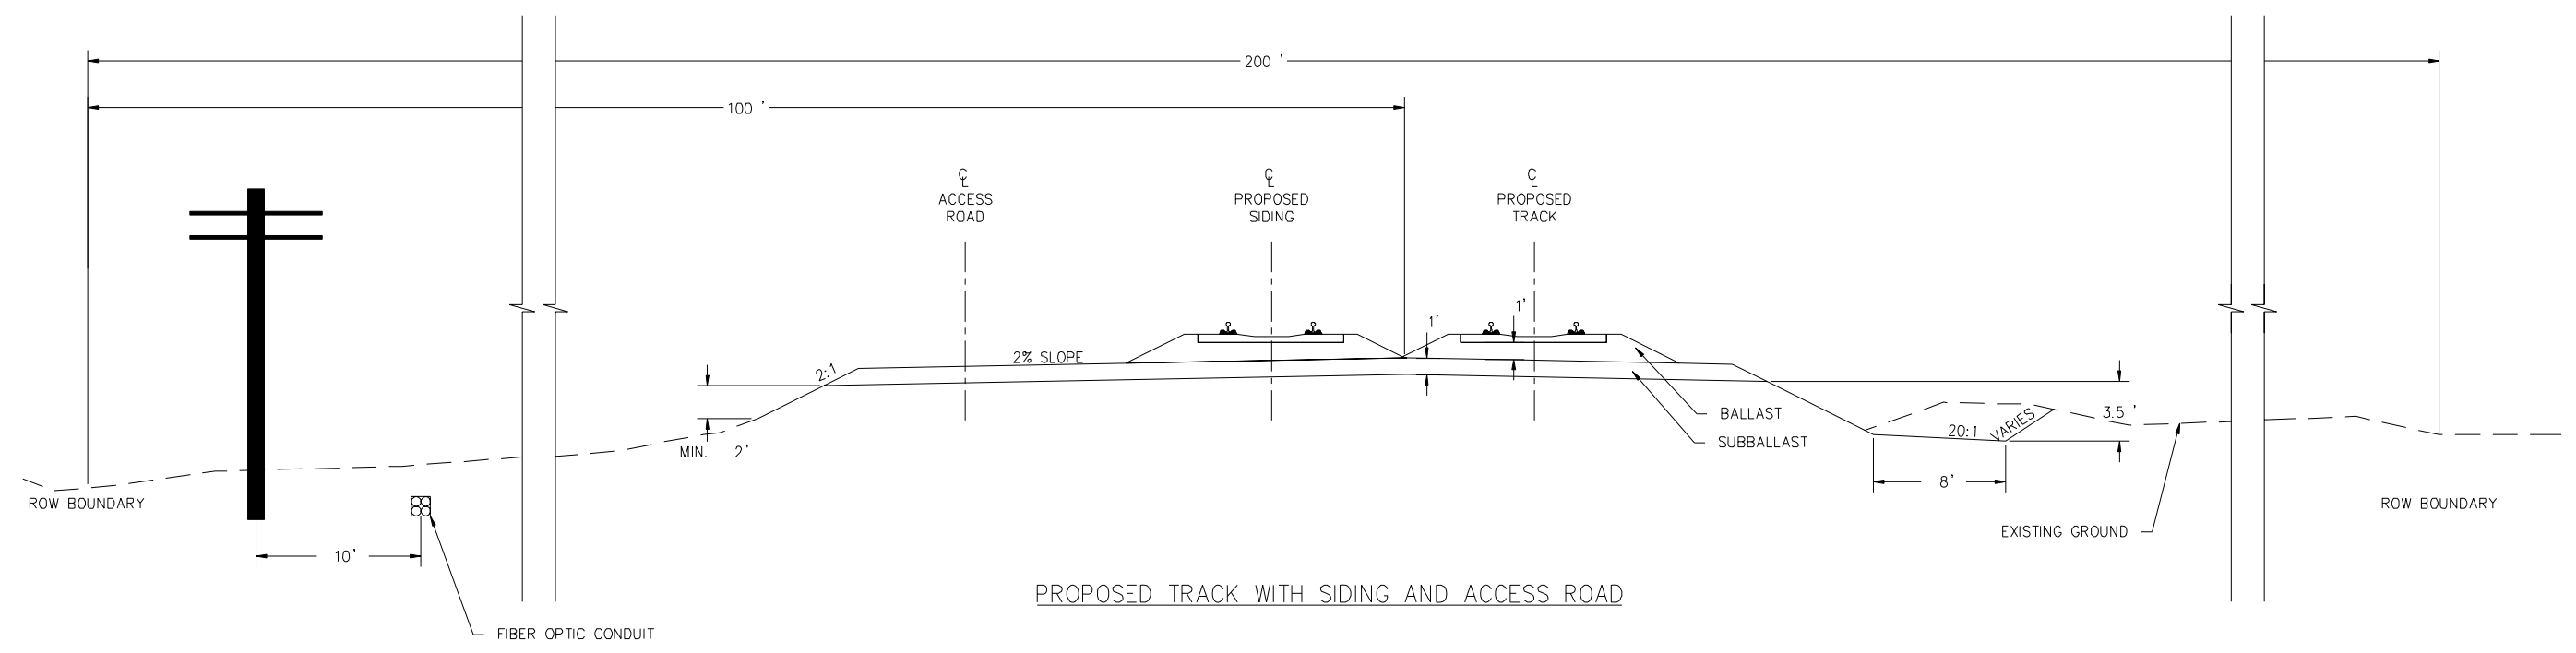 200 '
100 '
℄
ACCESS
ROAD
℄
PROPOSED
SIDING
℄
PROPOSED
TRACK
1'
1'
2% SLOPE
2:1
MIN. 2'
BALLAST
SUBBALLAST
3.5 '
20:1
VARIES
8'
ROW BOUNDARY
ROW BOUNDARY
EXISTING GROUND
10'
PROPOSED TRACK WITH SIDING AND ACCESS ROAD
FIBER OPTIC CONDUIT